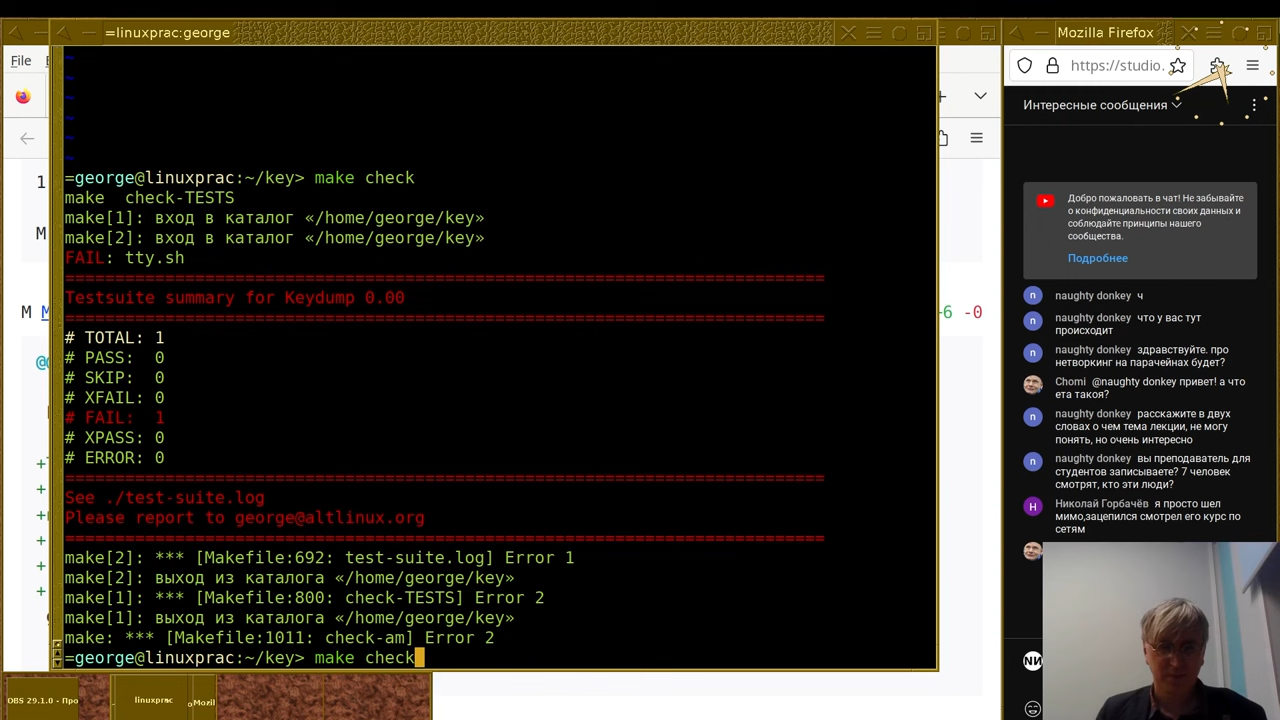 =linuxprac:george
Mozilla Firefox
File
https://studio.
Интересные сообщения
=george@linuxprac:~/key> make check
make  check-TESTS
make[1]: вход в каталог «/home/george/key»
make[2]: вход в каталог «/home/george/key»
FAIL: tty.sh
Testsuite summary for Keydump 0.00
# TOTAL: 1
# PASS:  0
# SKIP:  0
# XFAIL: 0
# FAIL:  1
# XPASS: 0
# ERROR: 0
See ./test-suite.log
Please report to george@altlinux.org
make[2]: *** [Makefile:692: test-suite.log] Error 1
make[2]: выход из каталога «/home/george/key»
make[1]: *** [Makefile:800: check-TESTS] Error 2
make[1]: выход из каталога «/home/george/key»
make: *** [Makefile:1011: check-am] Error 2
=george@linuxprac:~/key> make check
1
M
M M
@@
+6 -0
Добро пожаловать в чат! Не забывайте
о конфиденциальности своих данных и
соблюдайте принципы нашего
сообщества.
Подробнее
naughty donkey ч
naughty donkey что у вас тут
происходит
naughty donkey здравствуйте. про
нетворкинг на парачейнах будет?
Chomi @naughty donkey привет! а что
ета такоя?
naughty donkey расскажите в двух
словах о чем тема лекции, не могу
понять, но очень интересно
naughty donkey вы преподаватель для
студентов записываете? 7 человек
смотрят, кто эти люди?
Николай Горбачёв я просто шел
мимо,зацепился смотрел его курс по
сетям
DBS 29.1.0 - Про
linuxprac
Mozil